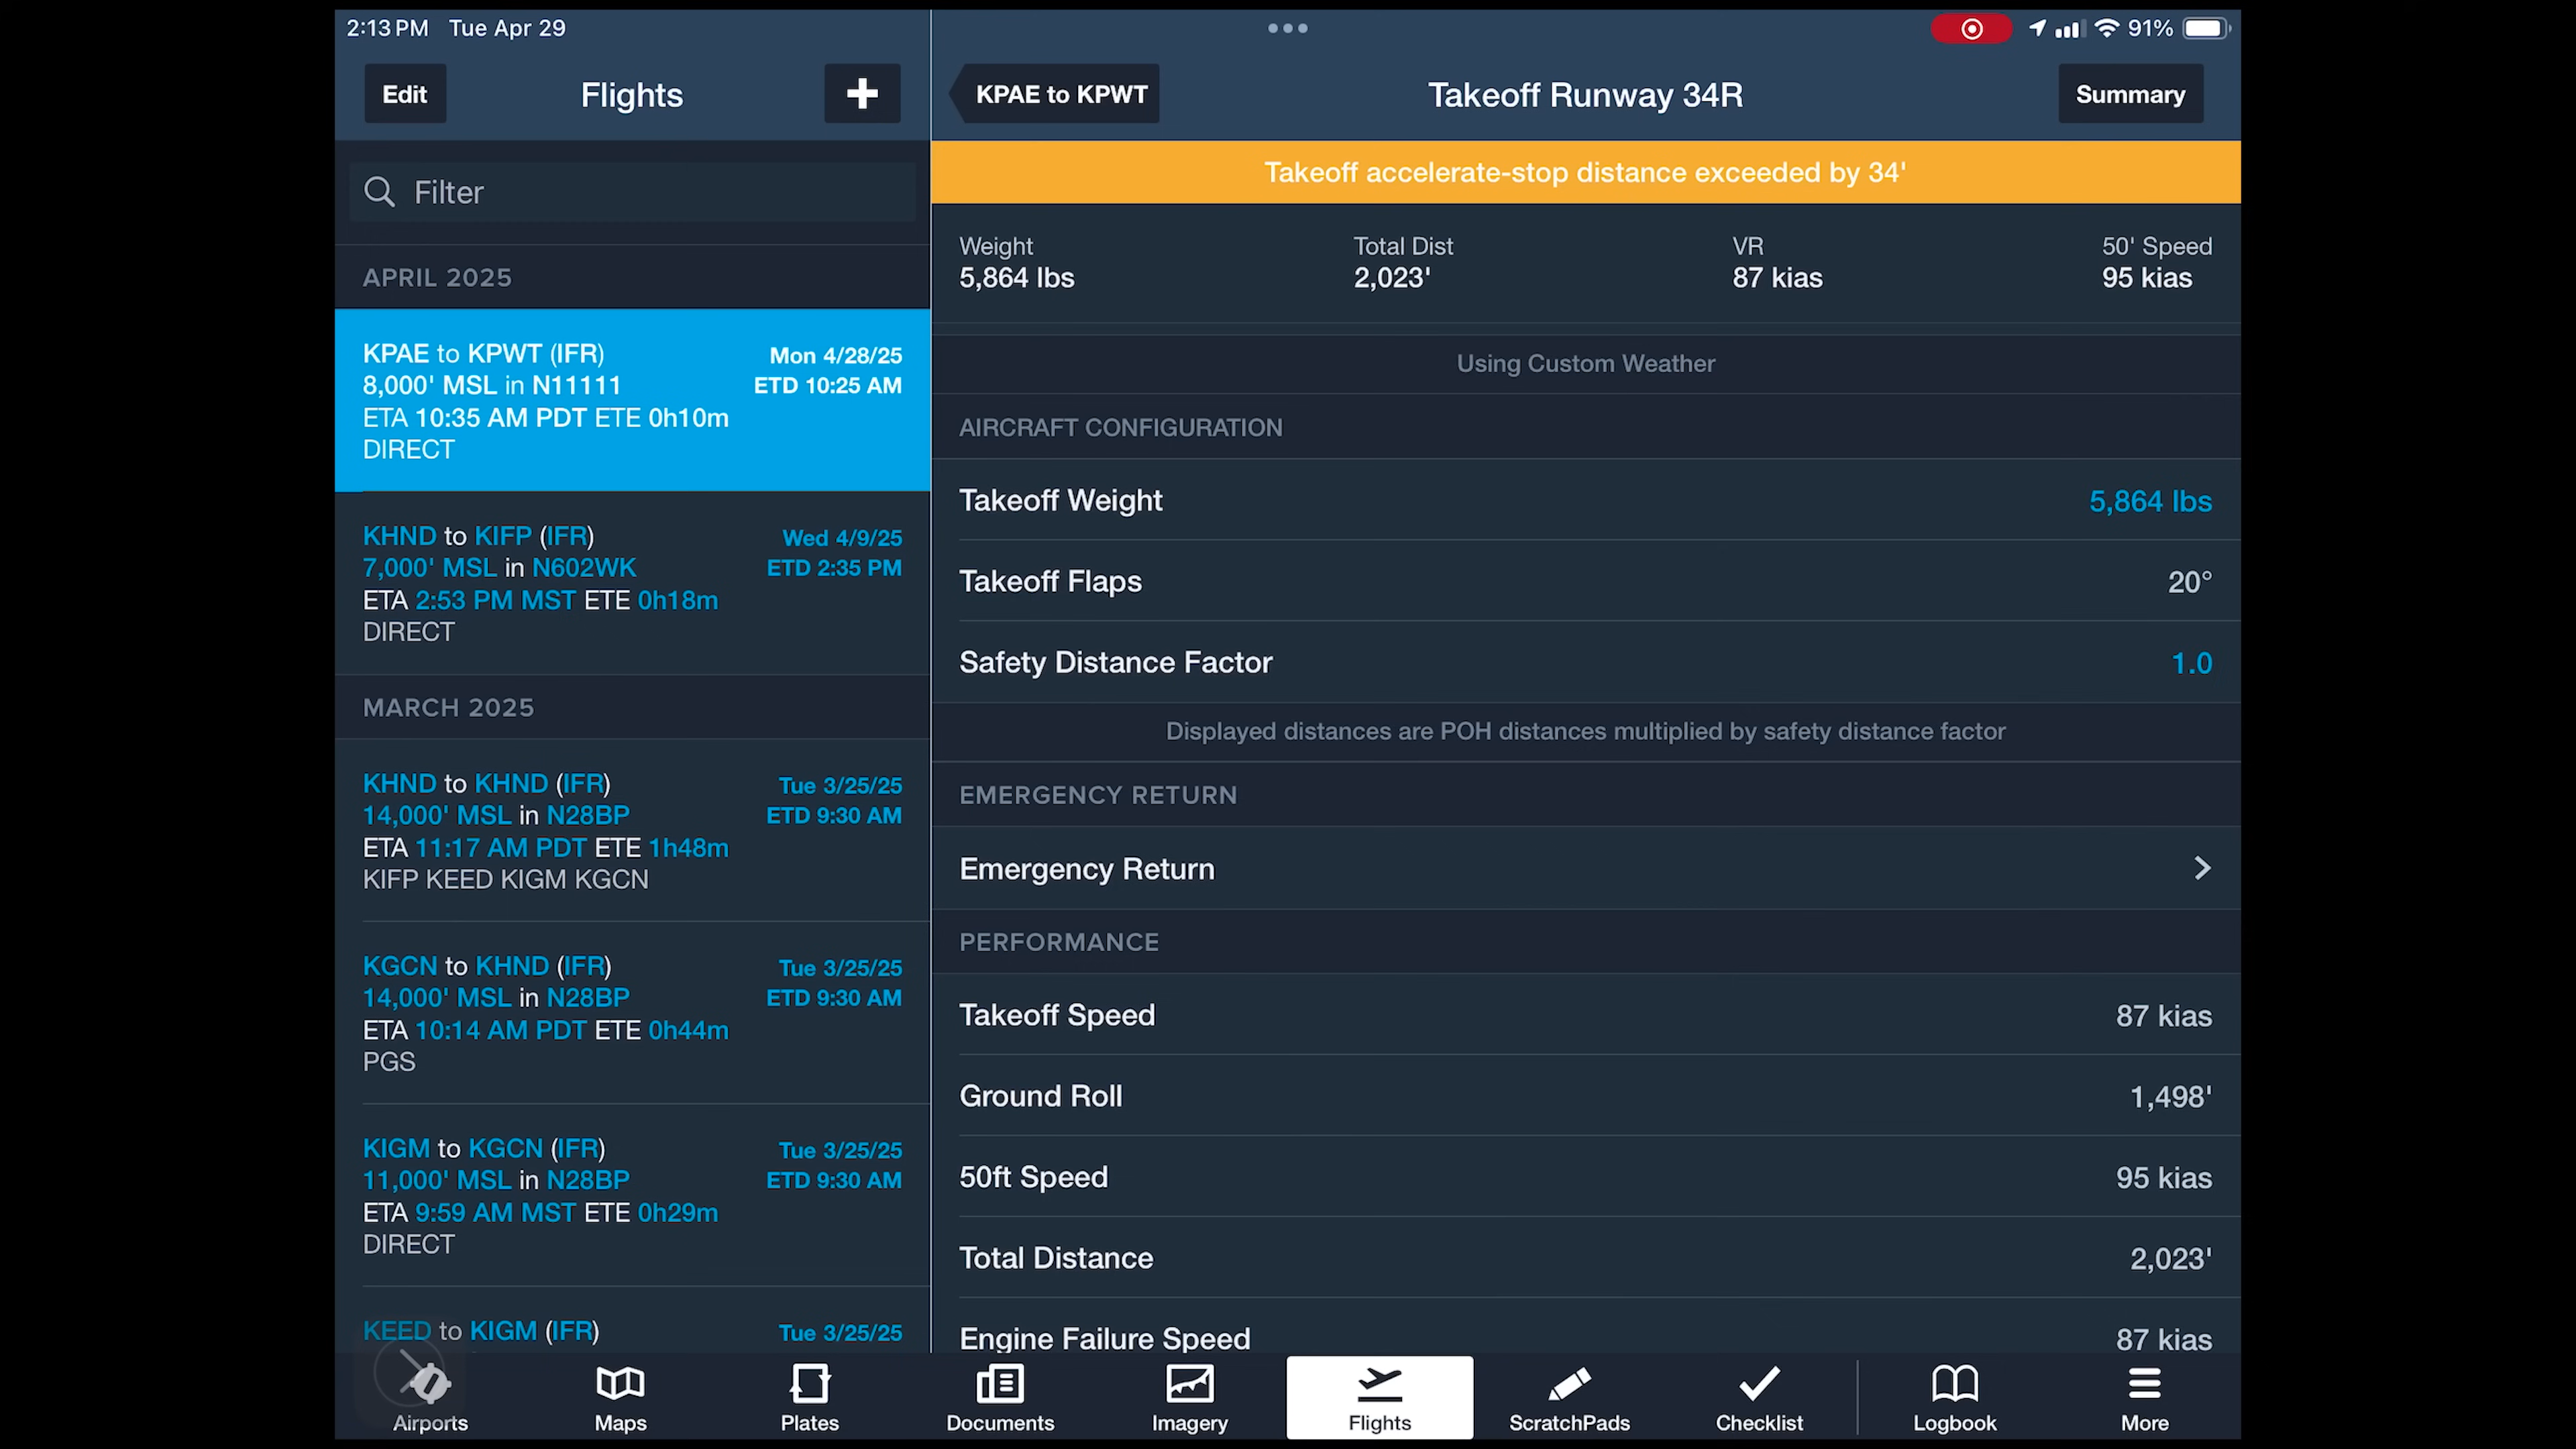 2:13 PM Tue Apr 29
91%
Edit
Flights
Filter
APRIL 2025
KPAE to KPWT (IFR)
Mon 4/28/25
8,000' MSL in N11111
ETD 10:25 AM
ETA 10:35 AM PDT ETE 0h10m
DIRECT
KHND to KIFP (IFR)
Wed 4/9/25
7,000' MSL in N602WK
ETD 2:35 PM
ETA 2:53 PM MST ETE 0h18m
DIRECT
MARCH 2025
KHND to KHND (IFR)
Tue 3/25/25
14,000' MSL in N28BP
ETD 9:30 AM
ETA 11:17 AM PDT ETE 1h48m
KIFP KEED KIGM KGCN
KGCN to KHND (IFR)
Tue 3/25/25
14,000' MSL in N28BP
ETD 9:30 AM
ETA 10:14 AM PDT ETE 0h44m
PGS
KIGM to KGCN (IFR)
Tue 3/25/25
11,000' MSL in N28BP
ETD 9:30 AM
ETA 9:59 AM MST ETE 0h29m
DIRECT
KEED to KIGM (IFR)
Tue 3/25/25
KPAE to KPWT
Takeoff Runway 34R
Summary
Takeoff accelerate-stop distance exceeded by 34'
Weight
5,864 lbs
Total Dist
2,023'
VR
87 kias
50' Speed
95 kias
Using Custom Weather
AIRCRAFT CONFIGURATION
Takeoff Weight 5,864 lbs
Takeoff Flaps 20°
Safety Distance Factor 1.0
Displayed distances are POH distances multiplied by safety distance factor
EMERGENCY RETURN
Emergency Return
PERFORMANCE
Takeoff Speed 87 kias
Ground Roll 1,498'
50ft Speed 95 kias
Total Distance 2,023'
Engine Failure Speed 87 kias
Airports
Maps
Plates
Documents
Imagery
Flights
ScratchPads
Checklist
Logbook
More